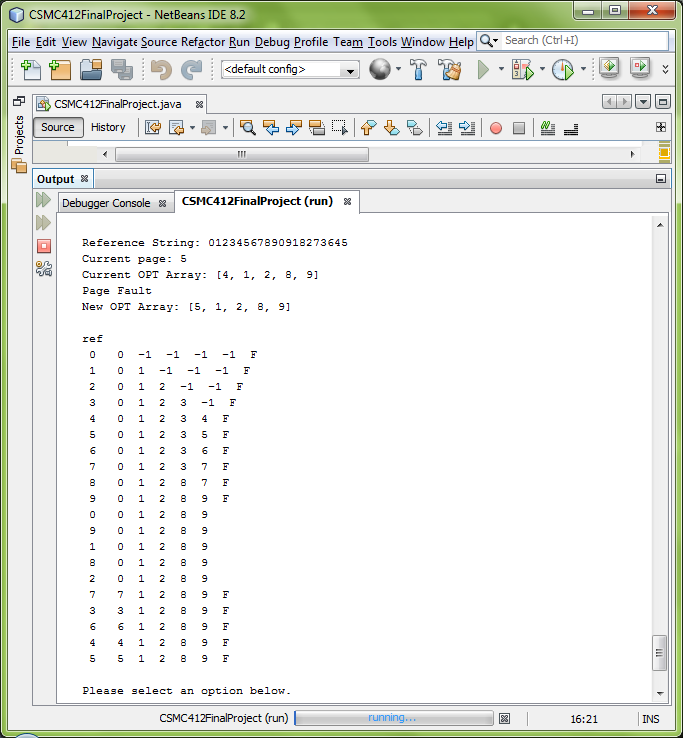 CSMC412FinalProject - NetBeans IDE 8.2
File Edit View Navigate Source Refactor Run Debug Profile Team Tools Window Help Search (Ctrl+I)
<default config>
Projects
CSMC412FinalProject.java
Source History
Output
Debugger Console CSMC412FinalProject (run)
Reference String: 01234567890918273645
Current page: 5
Current OPT Array: [4, 1, 2, 8, 9]
Page Fault
New OPT Array: [5, 1, 2, 8, 9]
ref
0 0 -1 -1 -1 -1 F
1 0 1 -1 -1 -1 F
2 0 1 2 -1 -1 F
3 0 1 2 3 -1 F
4 0 1 2 3 4 F
5 0 1 2 3 5 F
6 0 1 2 3 6 F
7 0 1 2 3 7 F
8 0 1 2 8 7 F
9 0 1 2 8 9 F
0 0 1 2 8 9
9 0 1 2 8 9
1 0 1 2 8 9
8 0 1 2 8 9
2 0 1 2 8 9
7 7 1 2 8 9 F
3 3 1 2 8 9 F
6 6 1 2 8 9 F
4 4 1 2 8 9 F
5 5 1 2 8 9 F
Please select an option below.
CSMC412FinalProject (run) running... 16:21 INS